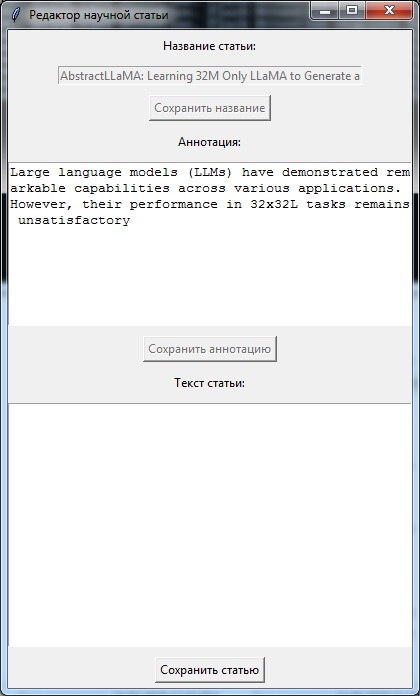 Редактор научной статьи
Название статьи:
AbstractLLaMA: Learning 32M Only LLaMA to Generate a
Сохранить название
Аннотация:
Large language models (LLMs) have demonstrated rem
arkable capabilities across various applications.
However, their performance in 32x32L tasks remains
unsatisfactory
Сохранить аннотацию
Текст статьи:
Сохранить статью